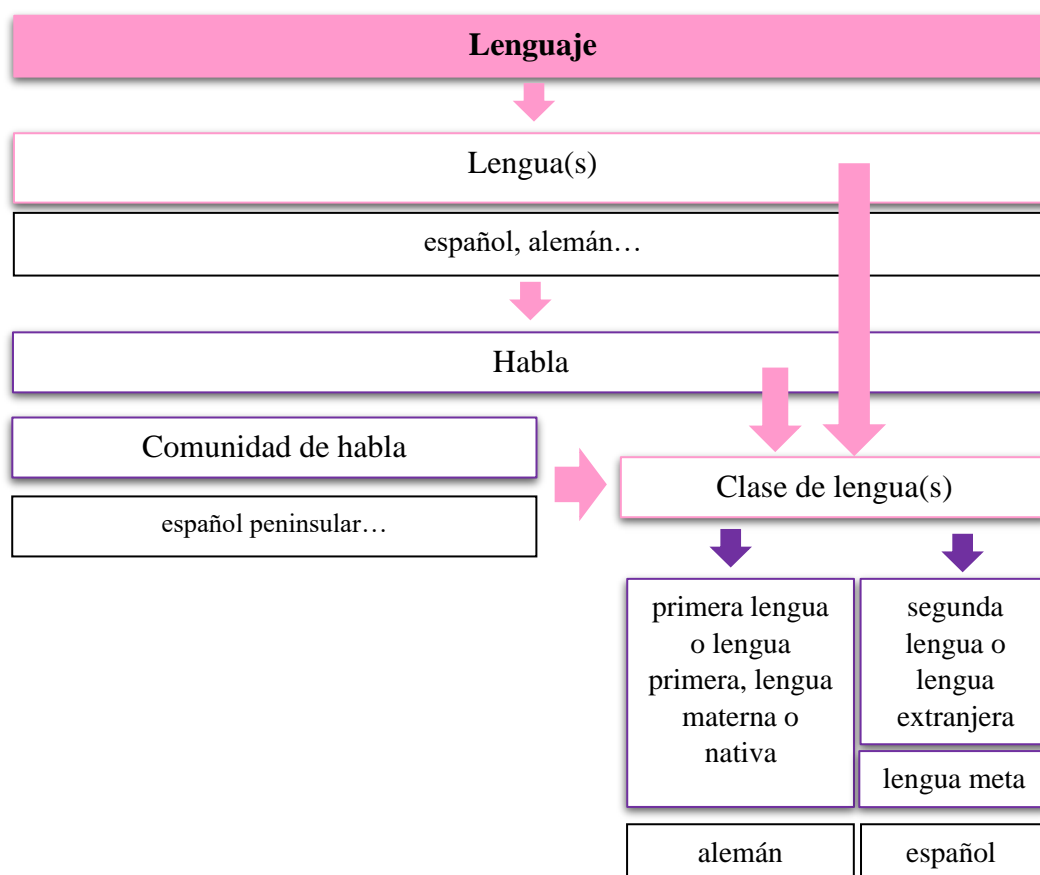 Lenguaje
Lengua(s)
español, alemán…
Habla
Comunidad de habla
español peninsular…
Clase de lengua(s)
primera lengua
o lengua
primera, lengua
materna o
nativa
segunda
lengua o
lengua
extranjera
lengua meta
alemán
español